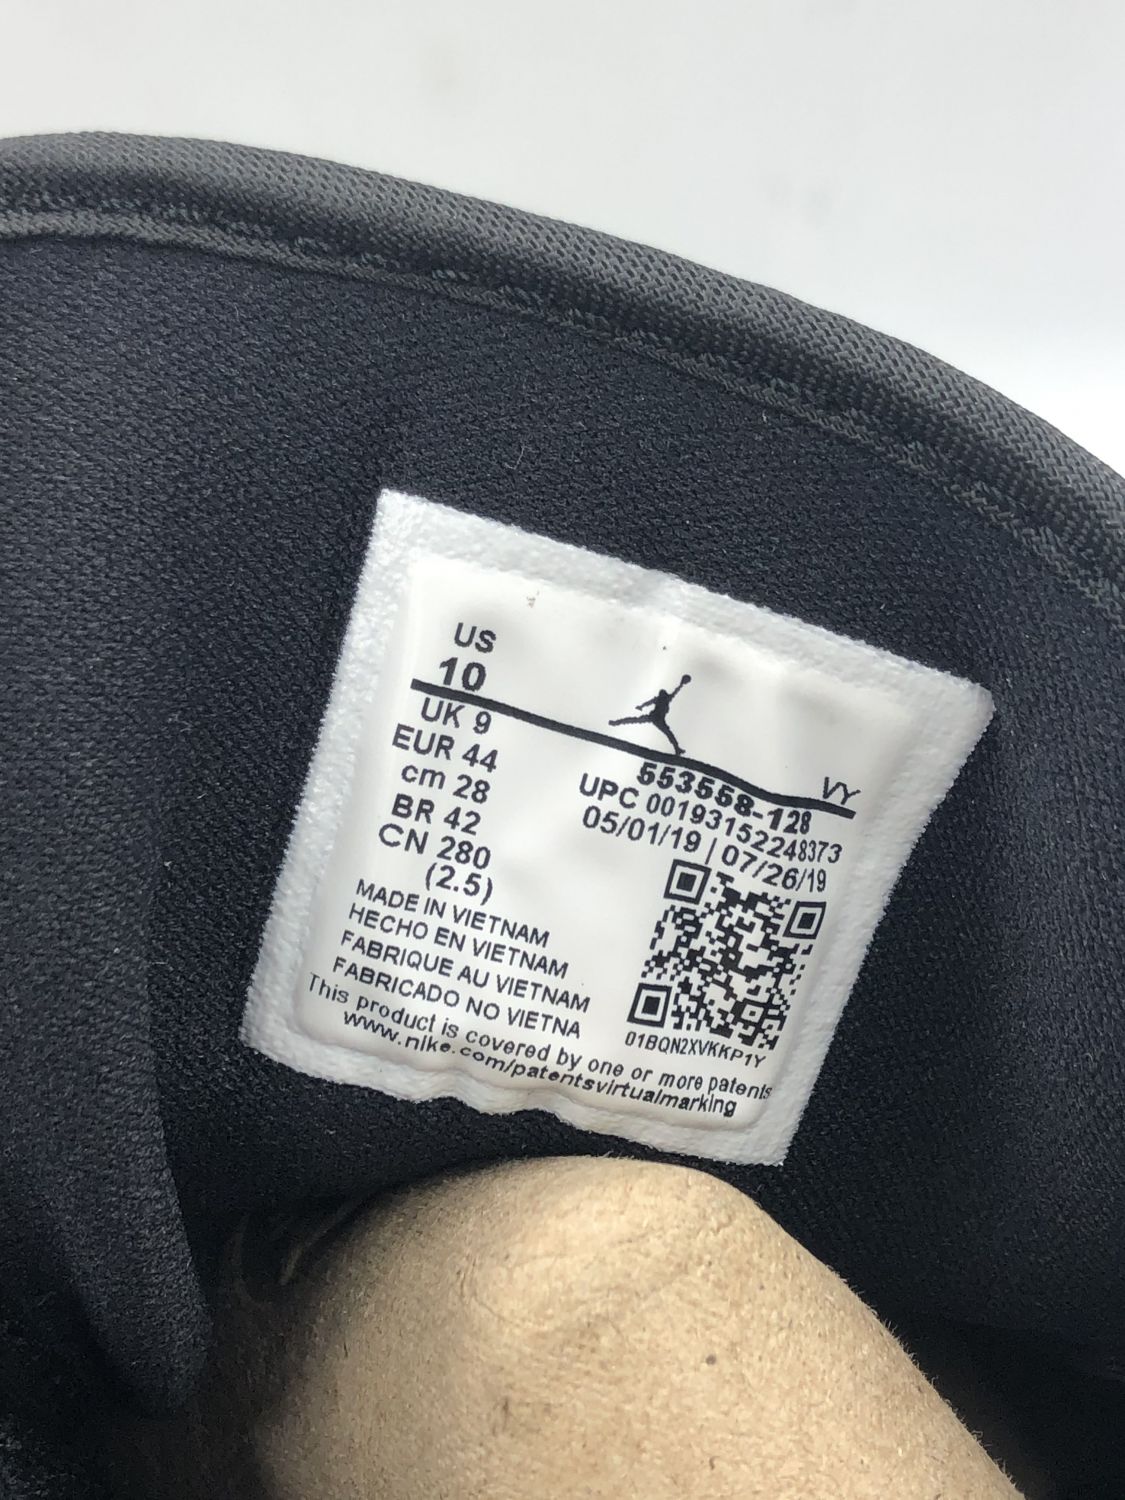 US
10
UK 9
EUR 44
cm 28
BR 42
CN 280
(2.5)
VY
553558-128
UPC 00193152248373
05/01/19 | 07/26/19
MADE IN VIETNAM
HECHO EN VIETNAM
FABRIQUE AU VIETNAM
FABRICADO NO VIETNA
01BQN2XVKKP1Y
This product is covered by one or more patents
www.nike.com/patentsvirtualmarking